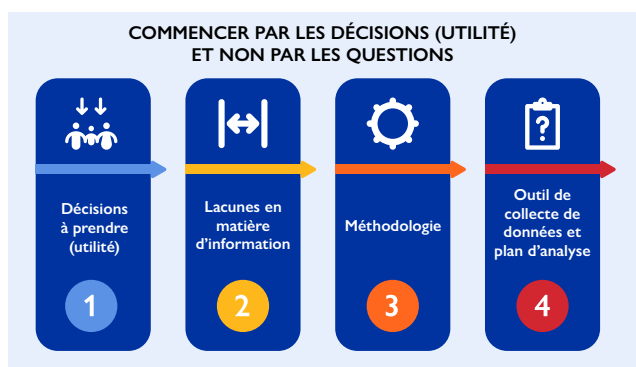 COMMENCER PAR LES DÉCISIONS (UTILITÉ)
ET NON PAR LES QUESTIONS
Décisions
à prendre
(utilité)
1
Lacunes en
matière
d'information
2
Méthodologie
3
?
Outil de
collecte de
données et
plan d'analyse
4